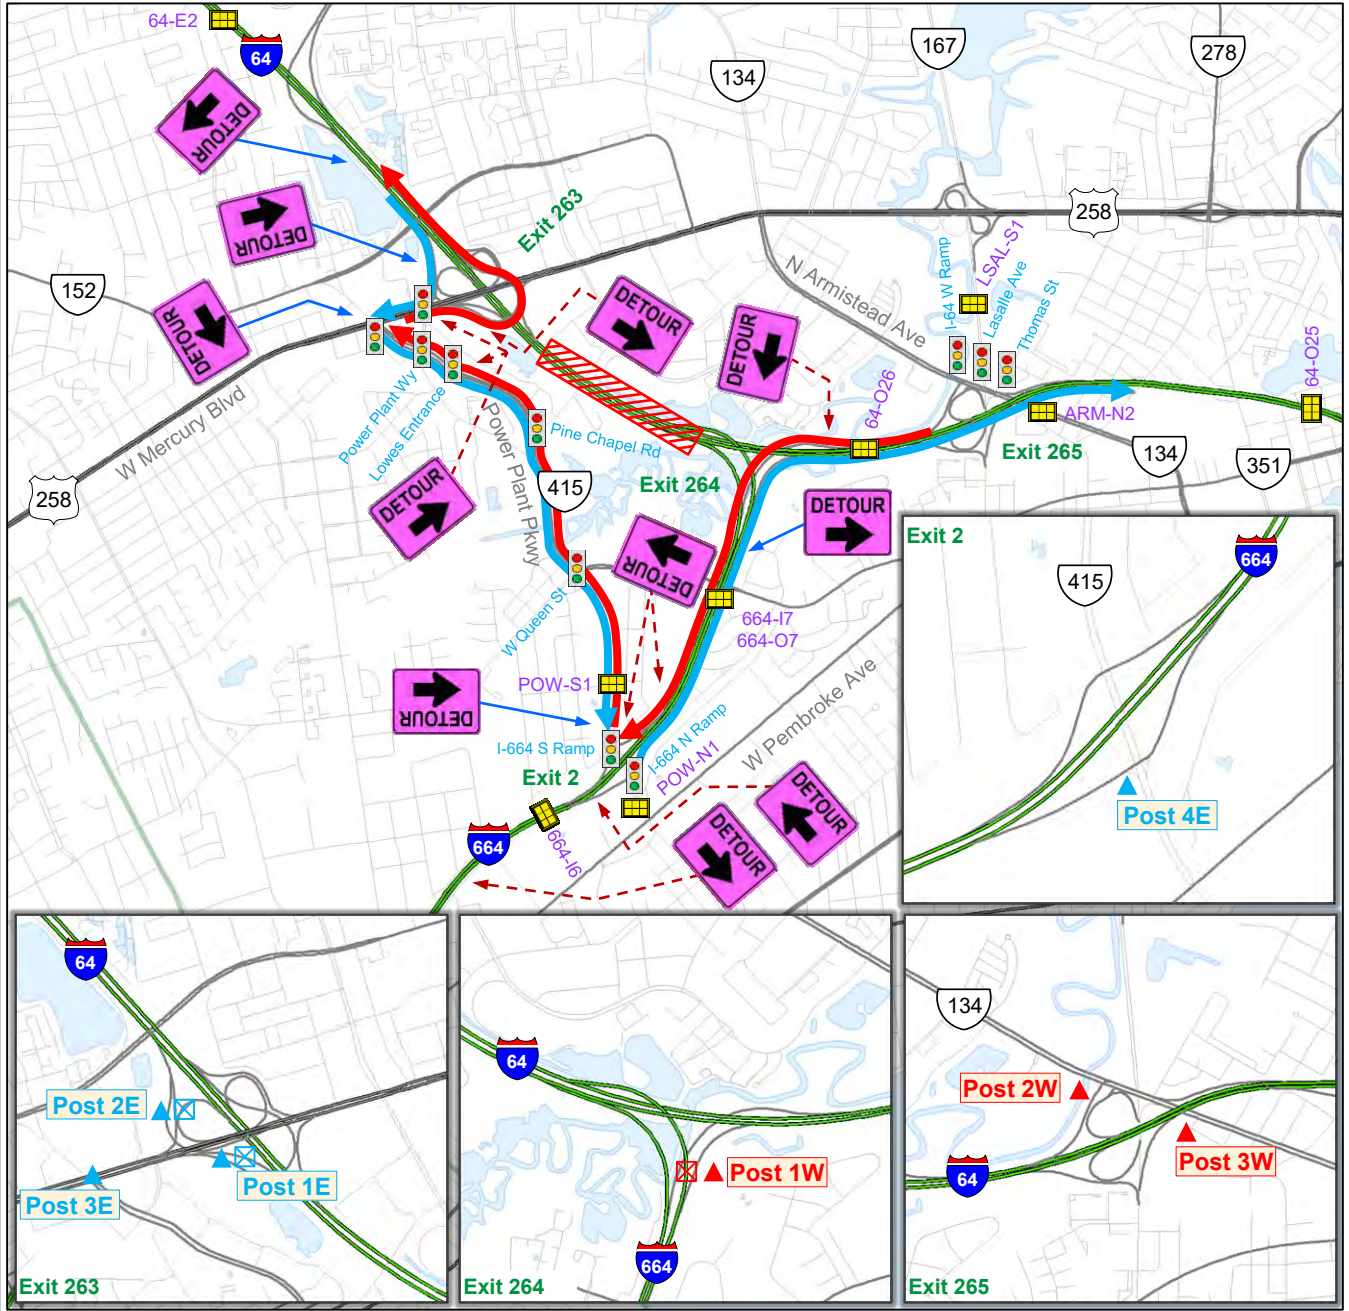 64-E2
64
167
278
134
DETOUR
DETOUR
Exit 263
258
LSAL-S1
I-64 W Ramp
Lasalle Ave
Thomas St
N Armistead Ave
152
DETOUR
DETOUR
DETOUR
64-O25
64-O26
ARM-N2
Power Plant Wy
Lowes Entrance
Power Plant Pkwy
Pine Chapel Rd
W Mercury Blvd
Exit 265
134
351
258
Exit 264
415
DETOUR
DETOUR
DETOUR
W Queen St
664-I7
664-O7
POW-S1
DETOUR
I-664 S Ramp
I-664 N Ramp
POW-N1
W Pembroke Ave
Exit 2
664
664-I6
DETOUR
DETOUR
Exit 2
415
664
Post 4E
64
Post 2E
Post 1E
Post 3E
Exit 263
64
Post 1W
664
Exit 264
134
Post 2W
Post 3W
64
Exit 265